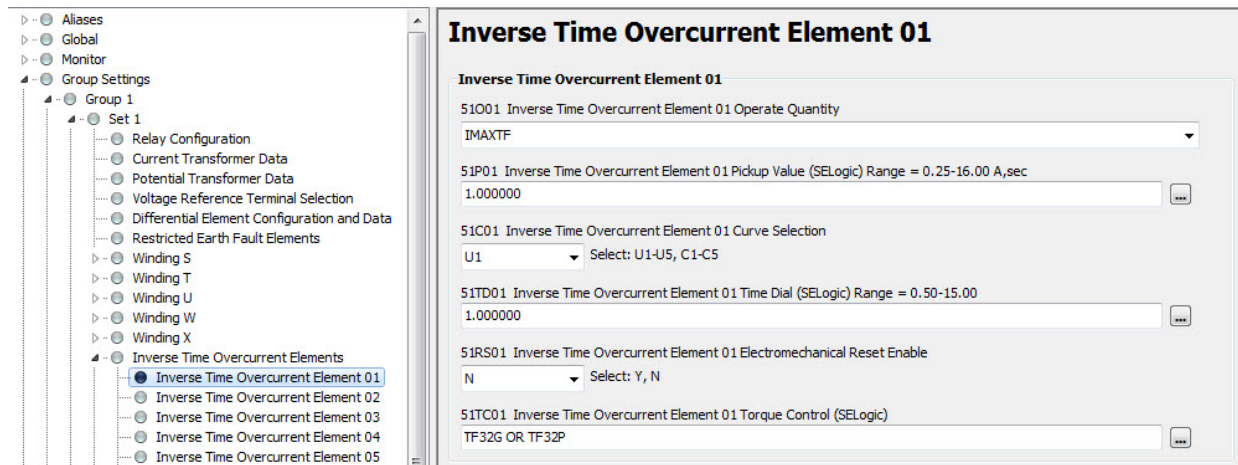 Aliases
Global
Monitor
Group Settings
Group 1
Set 1
Relay Configuration
Current Transformer Data
Potential Transformer Data
Voltage Reference Terminal Selection
Differential Element Configuration and Data
Restricted Earth Fault Elements
Winding S
Winding T
Winding U
Winding W
Winding X
Inverse Time Overcurrent Elements
Inverse Time Overcurrent Element 01
Inverse Time Overcurrent Element 02
Inverse Time Overcurrent Element 03
Inverse Time Overcurrent Element 04
Inverse Time Overcurrent Element 05
Inverse Time Overcurrent Element 01
Inverse Time Overcurrent Element 01
51O01 Inverse Time Overcurrent Element 01 Operate Quantity
IMAXTF
51P01 Inverse Time Overcurrent Element 01 Pickup Value (SELogic) Range = 0.25-16.00 A,sec
1.000000
...
51C01 Inverse Time Overcurrent Element 01 Curve Selection
U1 Select: U1-U5, C1-C5
51TD01 Inverse Time Overcurrent Element 01 Time Dial (SELogic) Range = 0.50-15.00
1.000000
...
51RS01 Inverse Time Overcurrent Element 01 Electromechanical Reset Enable
N Select: Y, N
51TC01 Inverse Time Overcurrent Element 01 Torque Control (SELogic)
TF32G OR TF32P
...